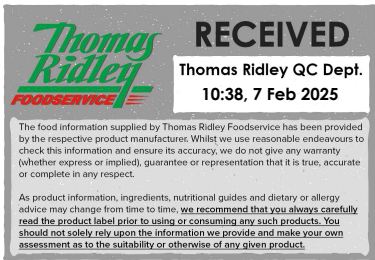 Thomas
Ridley
FOODSERVICE
RECEIVED
Thomas Ridley QC Dept.
10:38, 7 Feb 2025
The food information supplied by Thomas Ridley Foodservice has been provided
by the respective product manufacturer. Whilst we use reasonable endeavours to
check this information and ensure its accuracy, we do not give any warranty
(whether express or implied), guarantee or representation that it is true, accurate
or complete in any respect.
As product information, ingredients, nutritional guides and dietary or allergy
advice may change from time to time, we recommend that you always carefully
read the product label prior to using or consuming any such products. You
should not solely rely upon the information we provide and make your own
assessment as to the suitability or otherwise of any given product.